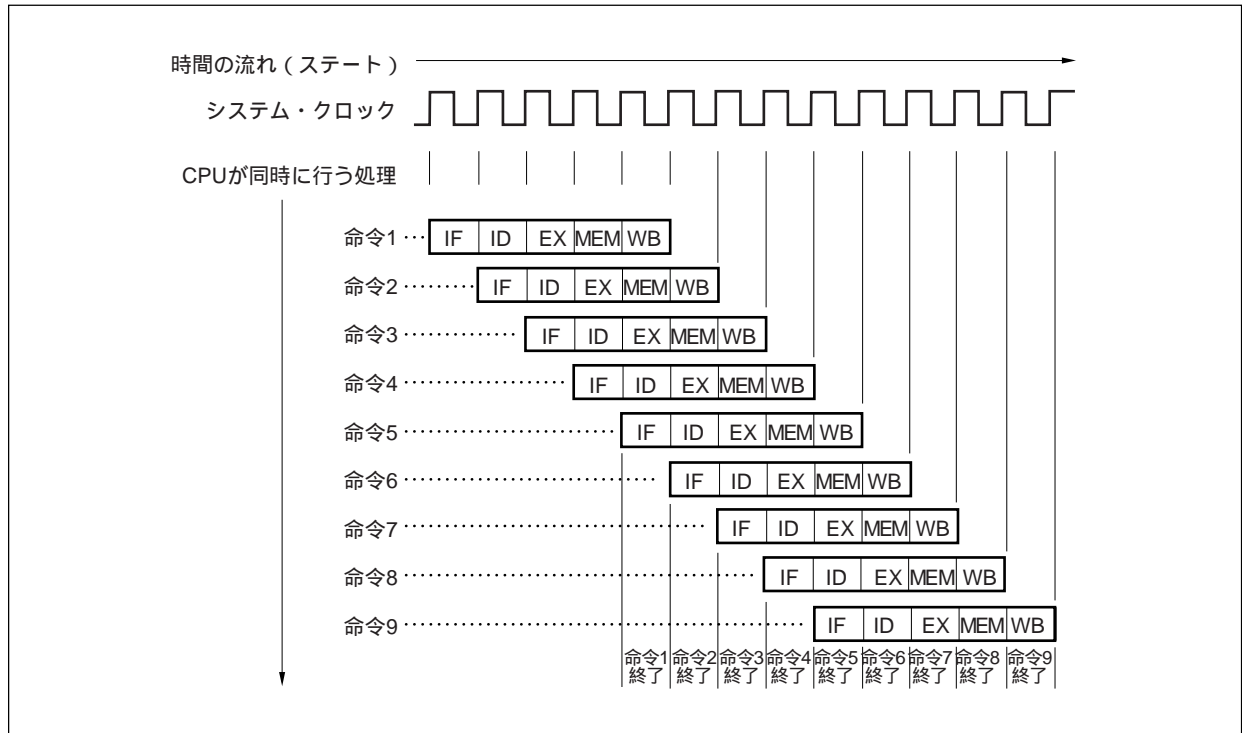 時間の流れ（ステート）
システム・クロック
CPUが同時に行う処理
命令1 IF ID EX MEM WB
命令2 IF ID EX MEM WB
命令3 IF ID EX MEM WB
命令4 IF ID EX MEM WB
命令5 IF ID EX MEM WB
命令6 IF ID EX MEM WB
命令7 IF ID EX MEM WB
命令8 IF ID EX MEM WB
命令9 IF ID EX MEM WB
命令1 命令2 命令3 命令4 命令5 命令6 命令7 命令8 命令9
終了 終了 終了 終了 終了 終了 終了 終了 終了